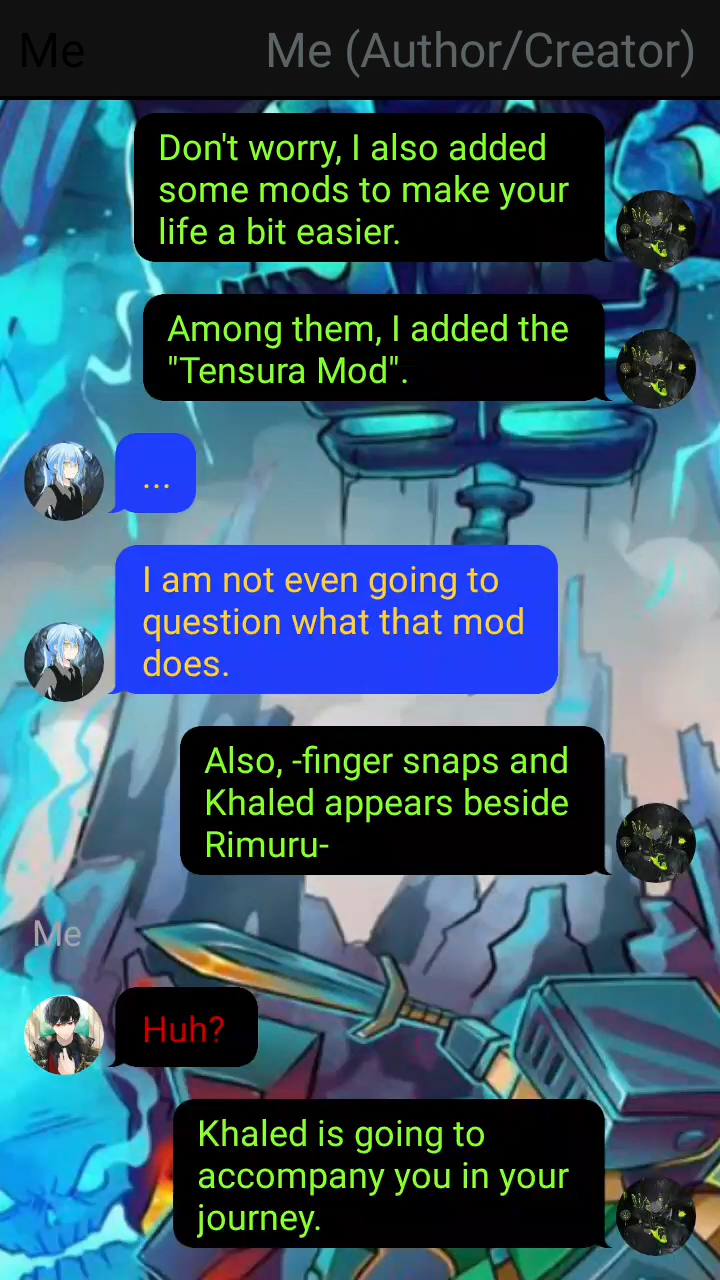 Me
Me (Author/Creator)
Don't worry, I also added
some mods to make your
life a bit easier.
Among them, I added the
"Tensura Mod".
...
I am not even going to
question what that mod
does.
Also, -finger snaps and
Khaled appears beside
Rimuru-
Me
Huh?
Khaled is going to
accompany you in your
journey.